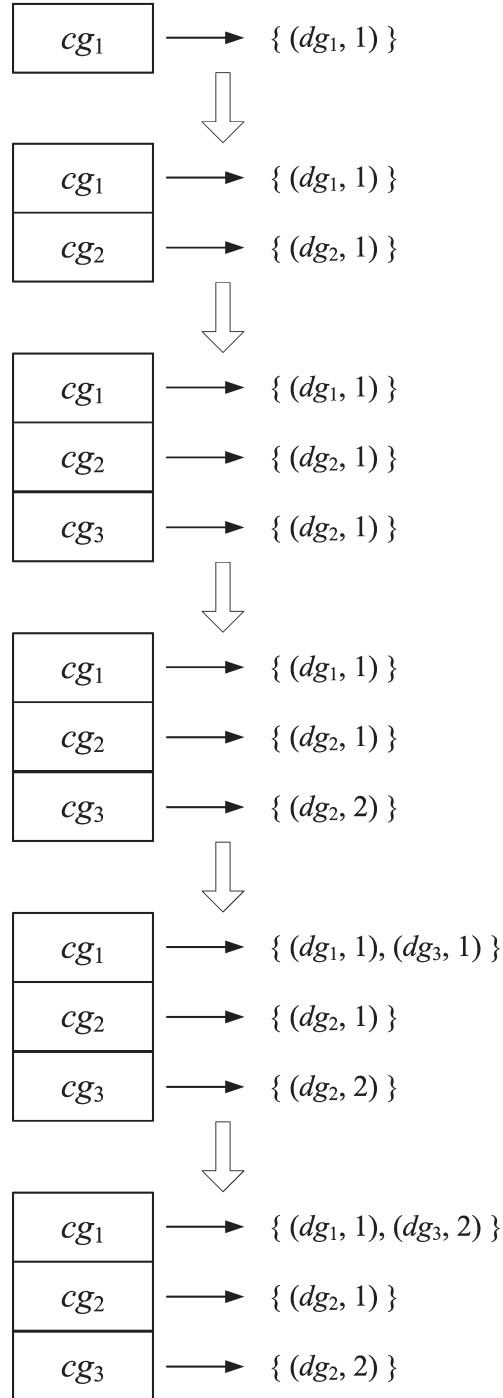 cg₁ { (dg₁, 1) }
cg₁ { (dg₁, 1) }
cg₂ { (dg₂, 1) }
cg₁ { (dg₁, 1) }
cg₂ { (dg₂, 1) }
cg₃ { (dg₂, 1) }
cg₁ { (dg₁, 1) }
cg₂ { (dg₂, 1) }
cg₃ { (dg₂, 2) }
cg₁ { (dg₁, 1), (dg₃, 1) }
cg₂ { (dg₂, 1) }
cg₃ { (dg₂, 2) }
cg₁ { (dg₁, 1), (dg₃, 2) }
cg₂ { (dg₂, 1) }
cg₃ { (dg₂, 2) }